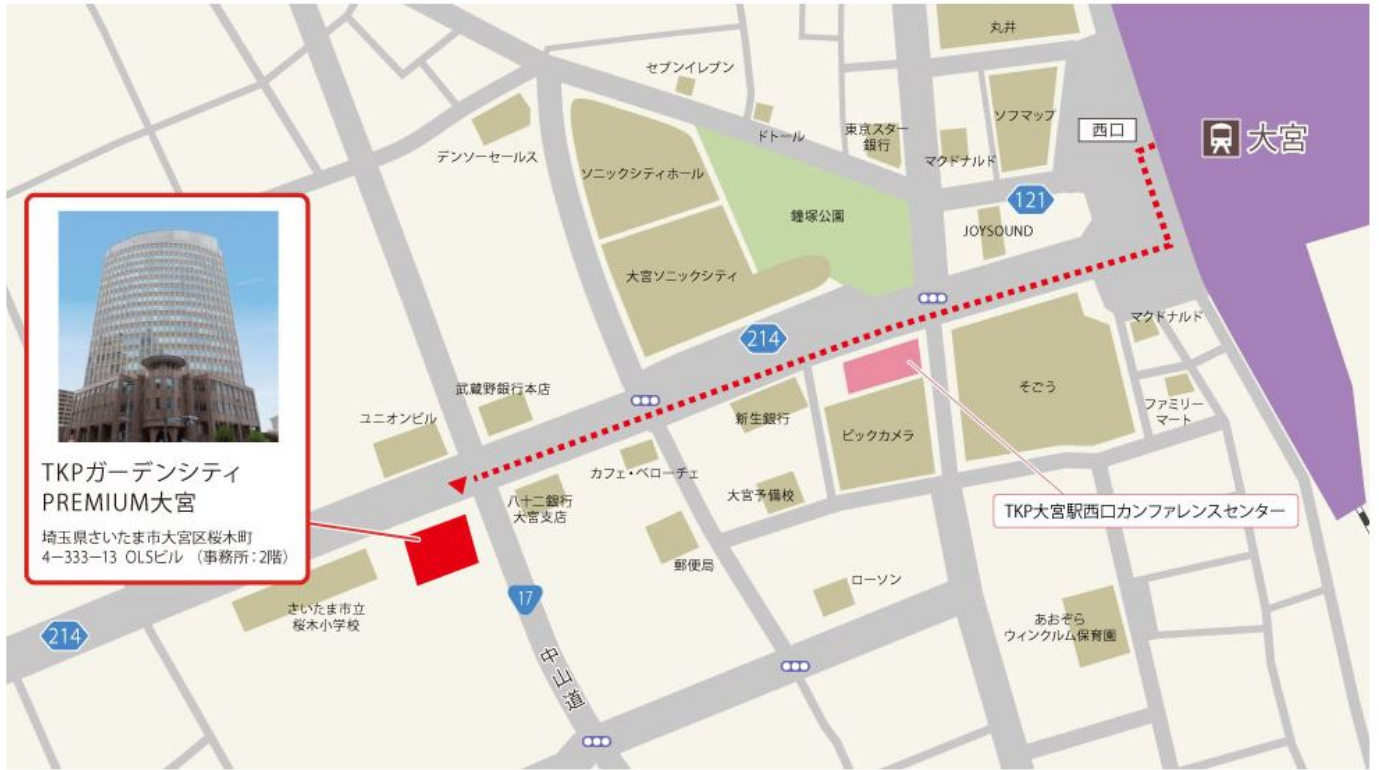 丸井
セブンイレブン
ソフマップ
西口
大宮
ドトール
東京スター
銀行
マクドナルド
デンソーセールス
ソニックシティホール
鐘塚公園
121
JOYSOUND
大宮ソニックシティ
マクドナルド
214
そごう
武蔵野銀行本店
ユニオンビル
新生銀行
ビックカメラ
ファミリー
マート
カフェ・ベローチェ
大宮予備校
八十二銀行
大宮支店
TKP大宮駅西口カンファレンスセンター
TKPガーデンシティ
PREMIUM大宮
埼玉県さいたま市大宮区桜木町
4−333−13 OLSビル （事務所：2階）
郵便局
ローソン
17
さいたま市立
桜木小学校
あおぞら
ウィンクルム保育園
214
中山道